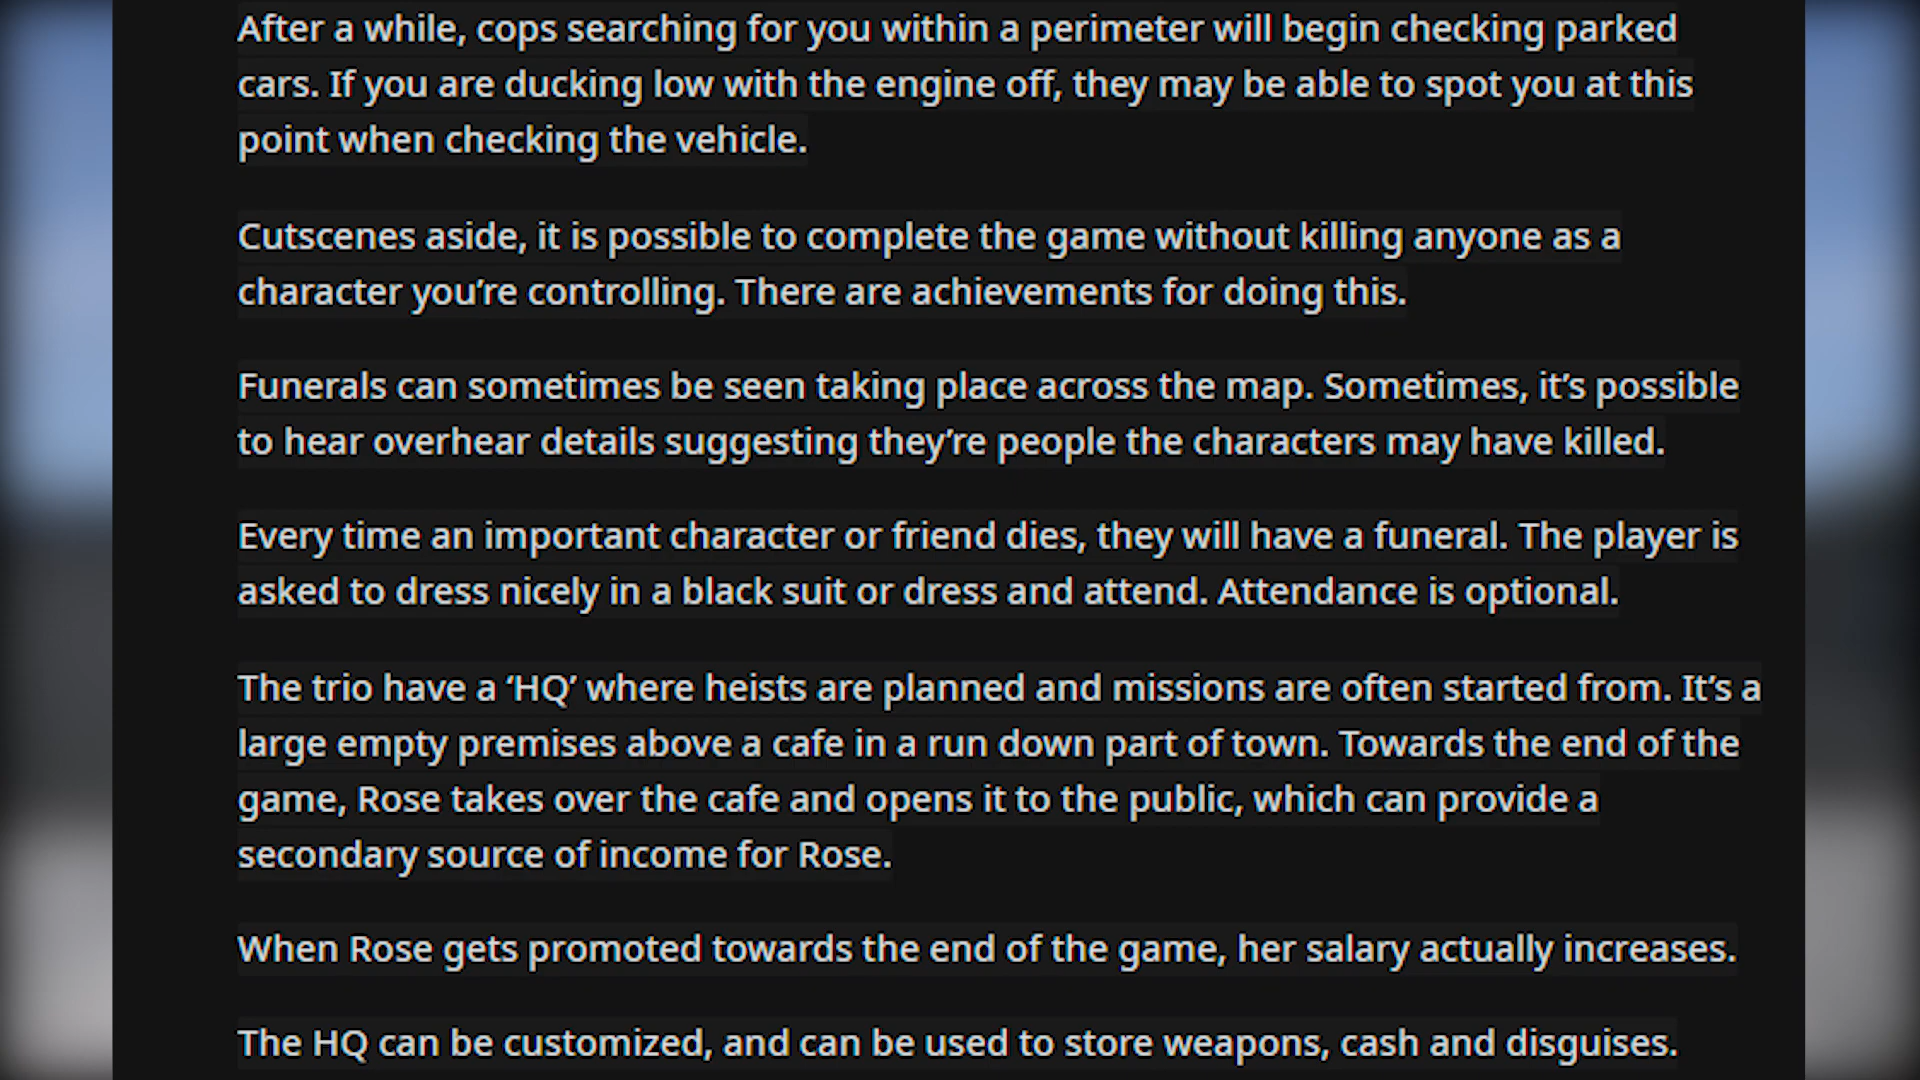 After a while, cops searching for you within a perimeter will begin checking parked
cars. If you are ducking low with the engine off, they may be able to spot you at this
point when checking the vehicle.
Cutscenes aside, it is possible to complete the game without killing anyone as a
character you’re controlling. There are achievements for doing this.
Funerals can sometimes be seen taking place across the map. Sometimes, it’s possible
to hear overhear details suggesting they’re people the characters may have killed.
Every time an important character or friend dies, they will have a funeral. The player is
asked to dress nicely in a black suit or dress and attend. Attendance is optional.
The trio have a ‘HQ’ where heists are planned and missions are often started from. It’s a
large empty premises above a cafe in a run down part of town. Towards the end of the
game, Rose takes over the cafe and opens it to the public, which can provide a
secondary source of income for Rose.
When Rose gets promoted towards the end of the game, her salary actually increases.
The HQ can be customized, and can be used to store weapons, cash and disguises.